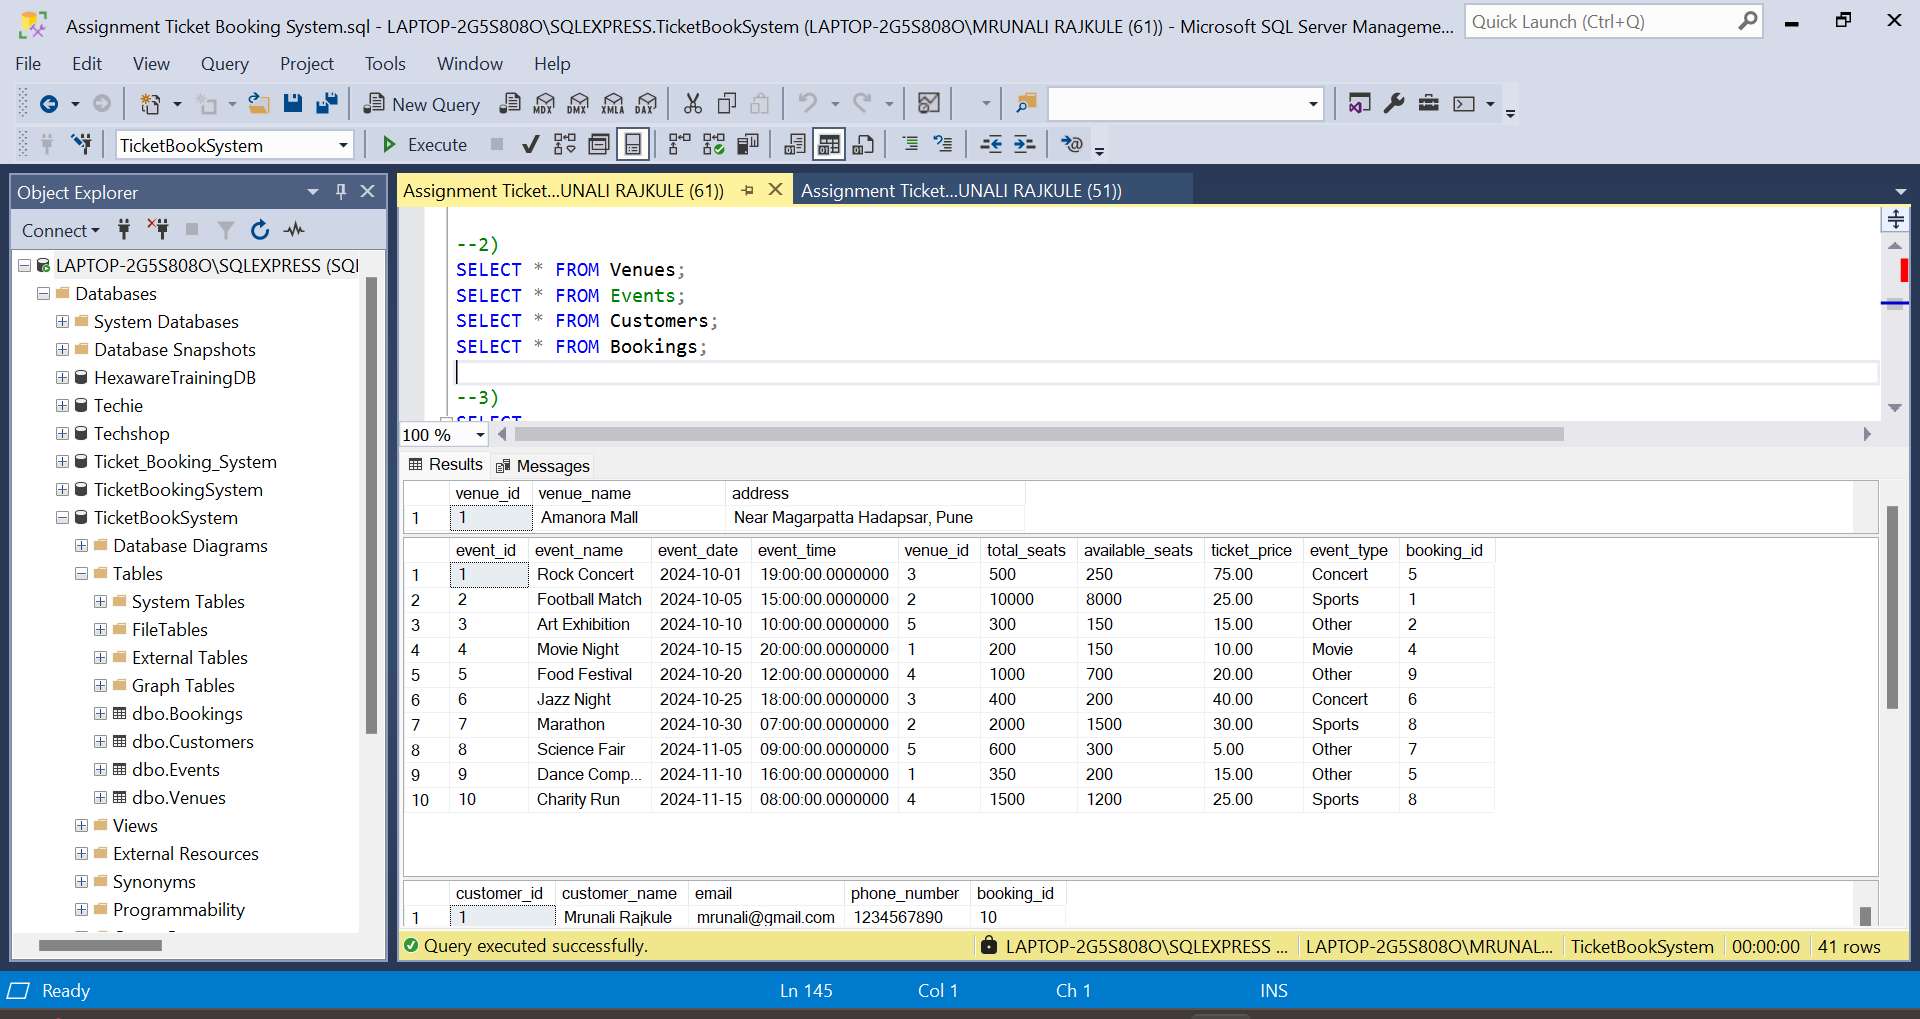 Assignment Ticket Booking System.sql - LAPTOP-2G5S808O\SQLEXPRESS.TicketBookSystem (LAPTOP-2G5S808O\MRUNALI RAJKULE (61)) - Microsoft SQL Server Manageme...
Quick Launch (Ctrl+Q)
File Edit View Query Project Tools Window Help
New Query MDX DMX XMLA DAX
TicketBookSystem Execute
Object Explorer
Connect
LAPTOP-2G5S808O\SQLEXPRESS (SQL
Databases
System Databases
Database Snapshots
HexawareTrainingDB
Techie
Techshop
Ticket_Booking_System
TicketBookingSystem
TicketBookSystem
Database Diagrams
Tables
System Tables
FileTables
External Tables
Graph Tables
dbo.Bookings
dbo.Customers
dbo.Events
dbo.Venues
Views
External Resources
Synonyms
Programmability
Assignment Ticket...UNALI RAJKULE (61)) Assignment Ticket...UNALI RAJKULE (51))
--2)
SELECT * FROM Venues;
SELECT * FROM Events;
SELECT * FROM Customers;
SELECT * FROM Bookings;
--3)
SELECT
100 %
Results Messages
venue_id venue_name address
1 1 Amanora Mall Near Magarpatta Hadapsar, Pune
event_id event_name event_date event_time venue_id total_seats available_seats ticket_price event_type booking_id
1 1 Rock Concert 2024-10-01 19:00:00.0000000 3 500 250 75.00 Concert 5
2 2 Football Match 2024-10-05 15:00:00.0000000 2 10000 8000 25.00 Sports 1
3 3 Art Exhibition 2024-10-10 10:00:00.0000000 5 300 150 15.00 Other 2
4 4 Movie Night 2024-10-15 20:00:00.0000000 1 200 150 10.00 Movie 4
5 5 Food Festival 2024-10-20 12:00:00.0000000 4 1000 700 20.00 Other 9
6 6 Jazz Night 2024-10-25 18:00:00.0000000 3 400 200 40.00 Concert 6
7 7 Marathon 2024-10-30 07:00:00.0000000 2 2000 1500 30.00 Sports 8
8 8 Science Fair 2024-11-05 09:00:00.0000000 5 600 300 5.00 Other 7
9 9 Dance Comp... 2024-11-10 16:00:00.0000000 1 350 200 15.00 Other 5
10 10 Charity Run 2024-11-15 08:00:00.0000000 4 1500 1200 25.00 Sports 8
customer_id customer_name email phone_number booking_id
1 1 Mrunali Rajkule mrunali@gmail.com 1234567890 10
Query executed successfully. LAPTOP-2G5S808O\SQLEXPRESS ... LAPTOP-2G5S808O\MRUNAL... TicketBookSystem 00:00:00 41 rows
Ready Ln 145 Col 1 Ch 1 INS